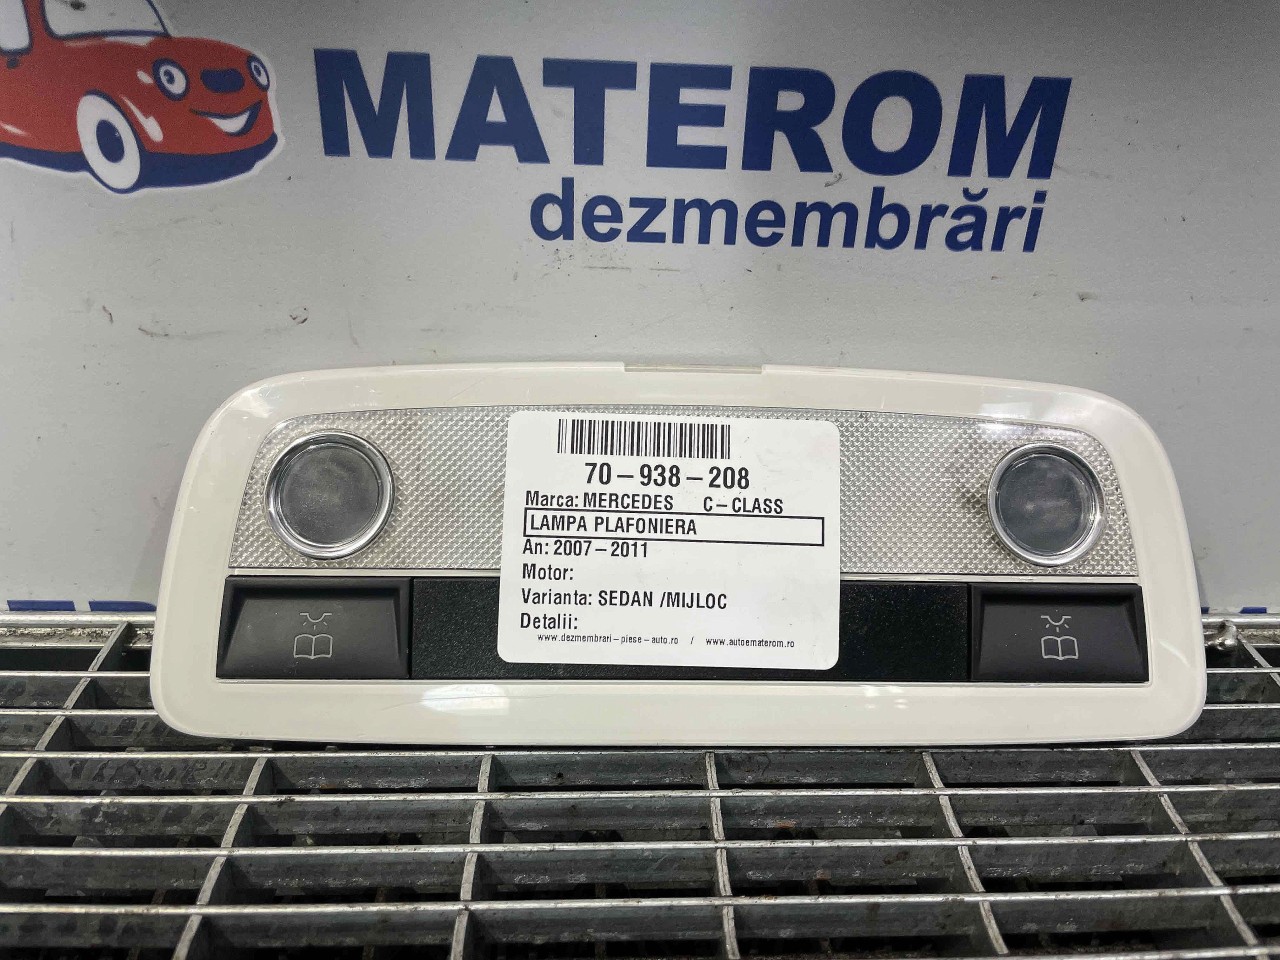 MATEROM
dezmembrări
70-938-208
Marca: MERCEDES C-CLASS
LAMPA PLAFONIERA
An: 2007-2011
Motor:
Varianta: SEDAN /MIJLOC
Detalii:
www.dezmembrari-piese-auto.ro / www.autoematerom.ro